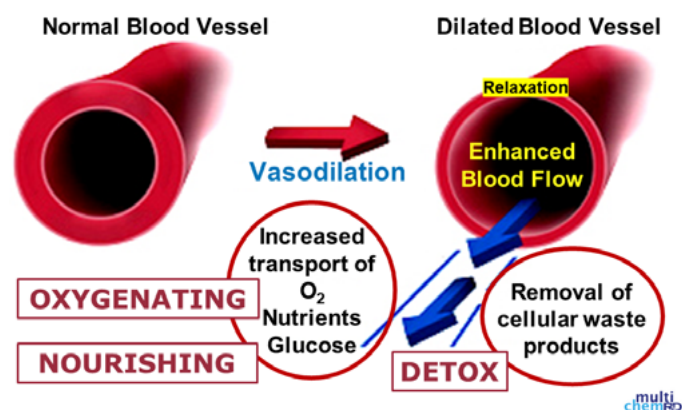 Normal Blood Vessel
Dilated Blood Vessel
Relaxation
Enhanced
Blood Flow
Vasodilation
Increased
transport of
O₂
Nutrients
Glucose
OXYGENATING
NOURISHING
Removal of
cellular waste
products
DETOX
multi
chem